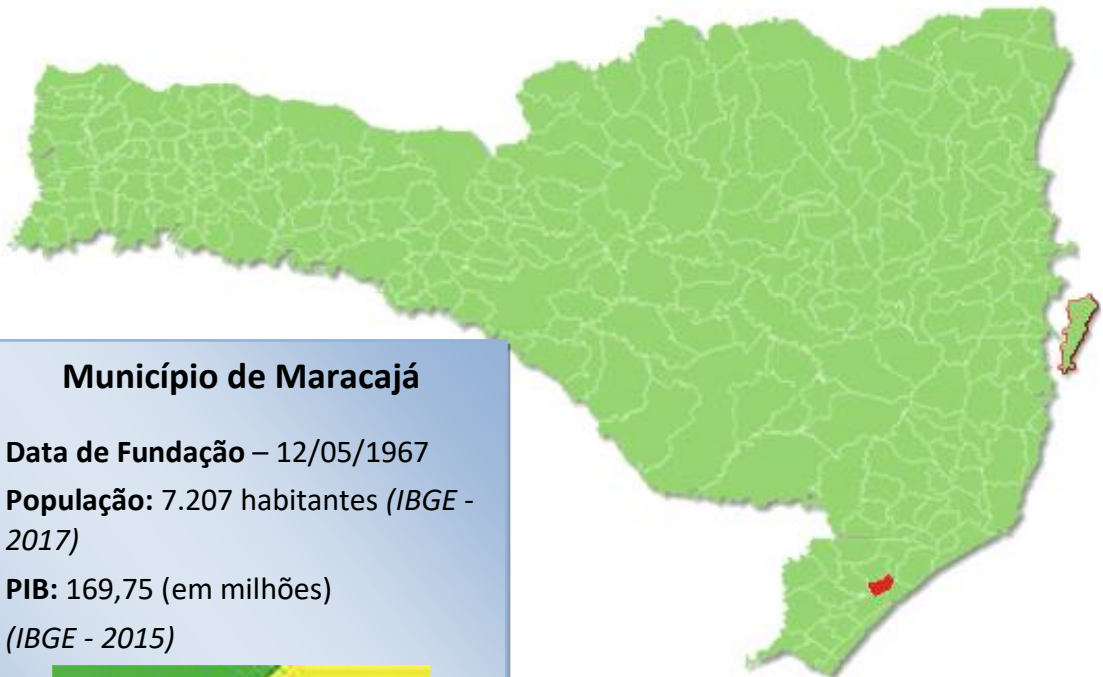 Município de Maracajá
Data de Fundação – 12/05/1967
População: 7.207 habitantes (IBGE -
2017)
PIB: 169,75 (em milhões)
(IBGE - 2015)